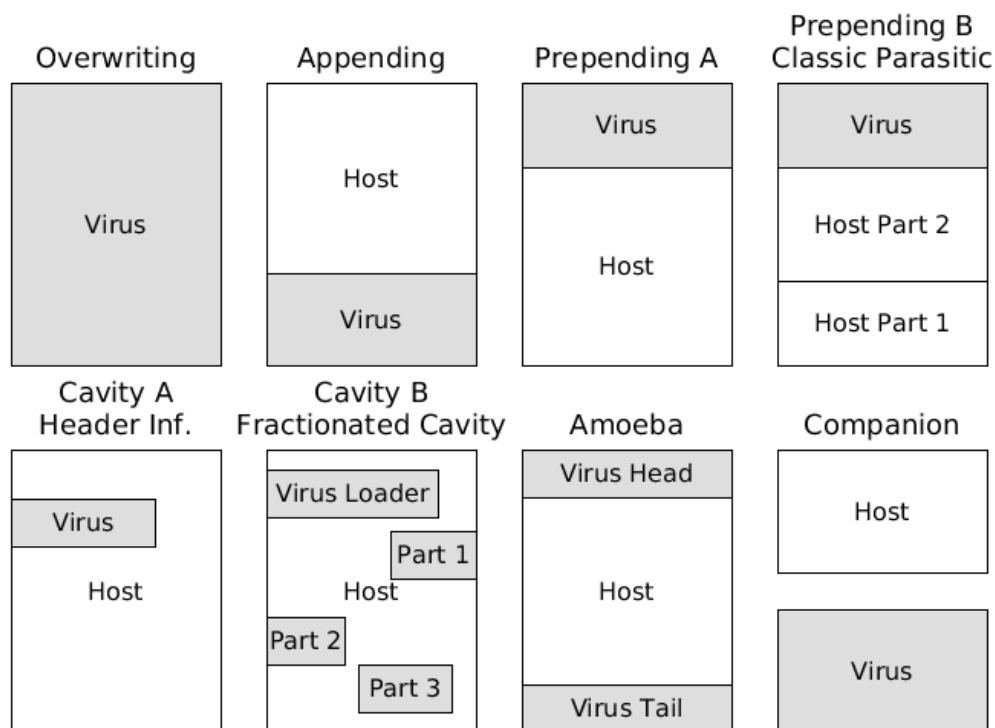 Overwriting
Virus
Appending
Host
Virus
Prepending A
Virus
Host
Prepending B
Classic Parasitic
Virus
Host Part 2
Host Part 1
Cavity A
Header Inf.
Virus
Host
Cavity B
Fractionated Cavity
Virus Loader
Part 1
Host
Part 2
Part 3
Amoeba
Virus Head
Host
Virus Tail
Companion
Host
Virus